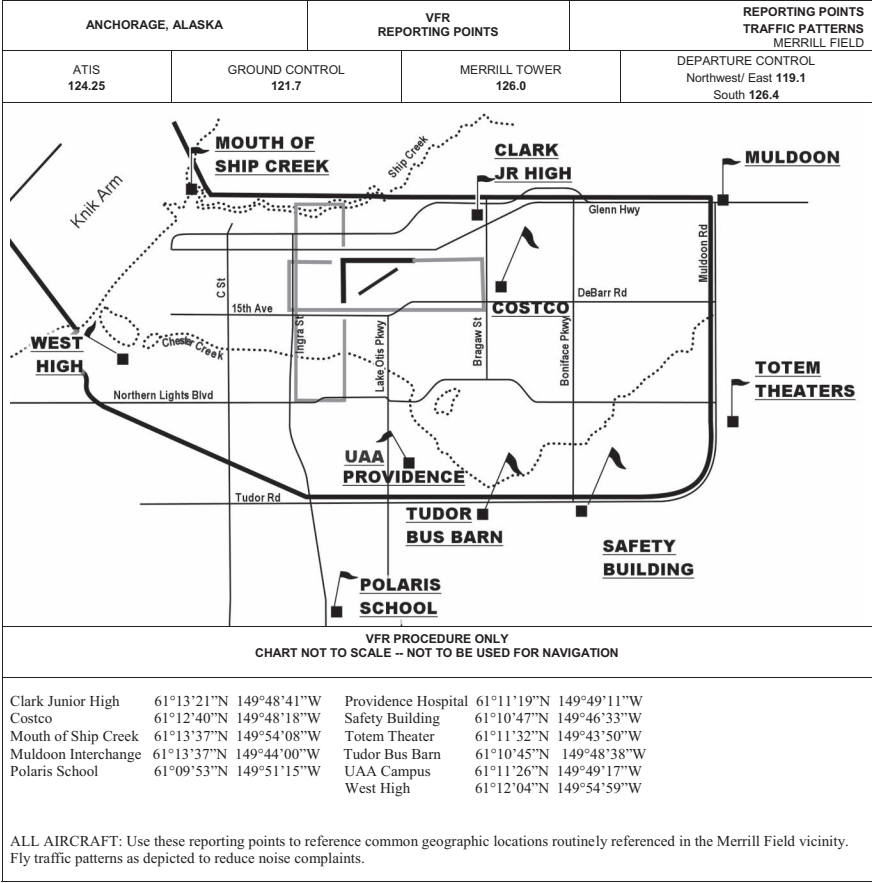 ANCHORAGE, ALASKA
VFR
REPORTING POINTS
REPORTING POINTS
TRAFFIC PATTERNS
MERRILL FIELD
ATIS
124.25
GROUND CONTROL
121.7
MERRILL TOWER
126.0
DEPARTURE CONTROL
Northwest/ East 119.1
South 126.4
MOUTH OF
SHIP CREEK
Ship Creek
CLARK
JR HIGH
MULDOON
Knik Arm
Glenn Hwy
Muldoon Rd
C St
COSTCO
DeBarr Rd
15th Ave
Ingra St
Lake Otis Pkwy
Bragaw St
Boniface Pkwy
WEST
HIGH
Chester Creek
TOTEM
THEATERS
Northern Lights Blvd
UAA
PROVIDENCE
Tudor Rd
TUDOR
BUS BARN
SAFETY
BUILDING
POLARIS
SCHOOL
VFR PROCEDURE ONLY
CHART NOT TO SCALE -- NOT TO BE USED FOR NAVIGATION
Clark Junior High 61°13'21”N 149°48'41”W
Costco 61°12'40”N 149°48'18”W
Mouth of Ship Creek 61°13'37”N 149°54'08”W
Muldoon Interchange 61°13'37”N 149°44'00”W
Polaris School 61°09'53”N 149°51'15”W
Providence Hospital 61°11'19”N 149°49'11”W
Safety Building 61°10'47”N 149°46'33”W
Totem Theater 61°11'32”N 149°43'50”W
Tudor Bus Barn 61°10'45”N 149°48'38”W
UAA Campus 61°11'26”N 149°49'17”W
West High 61°12'04”N 149°54'59”W
ALL AIRCRAFT: Use these reporting points to reference common geographic locations routinely referenced in the Merrill Field vicinity.
Fly traffic patterns as depicted to reduce noise complaints.